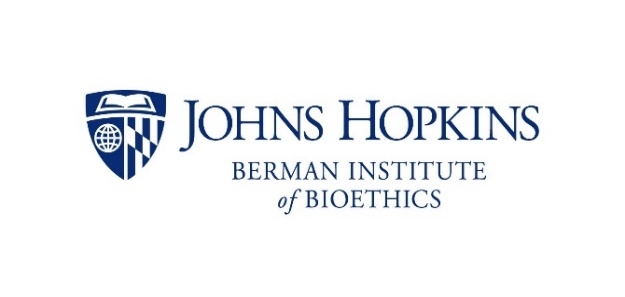 JOHNS HOPKINS
BERMAN INSTITUTE
of BIOETHICS